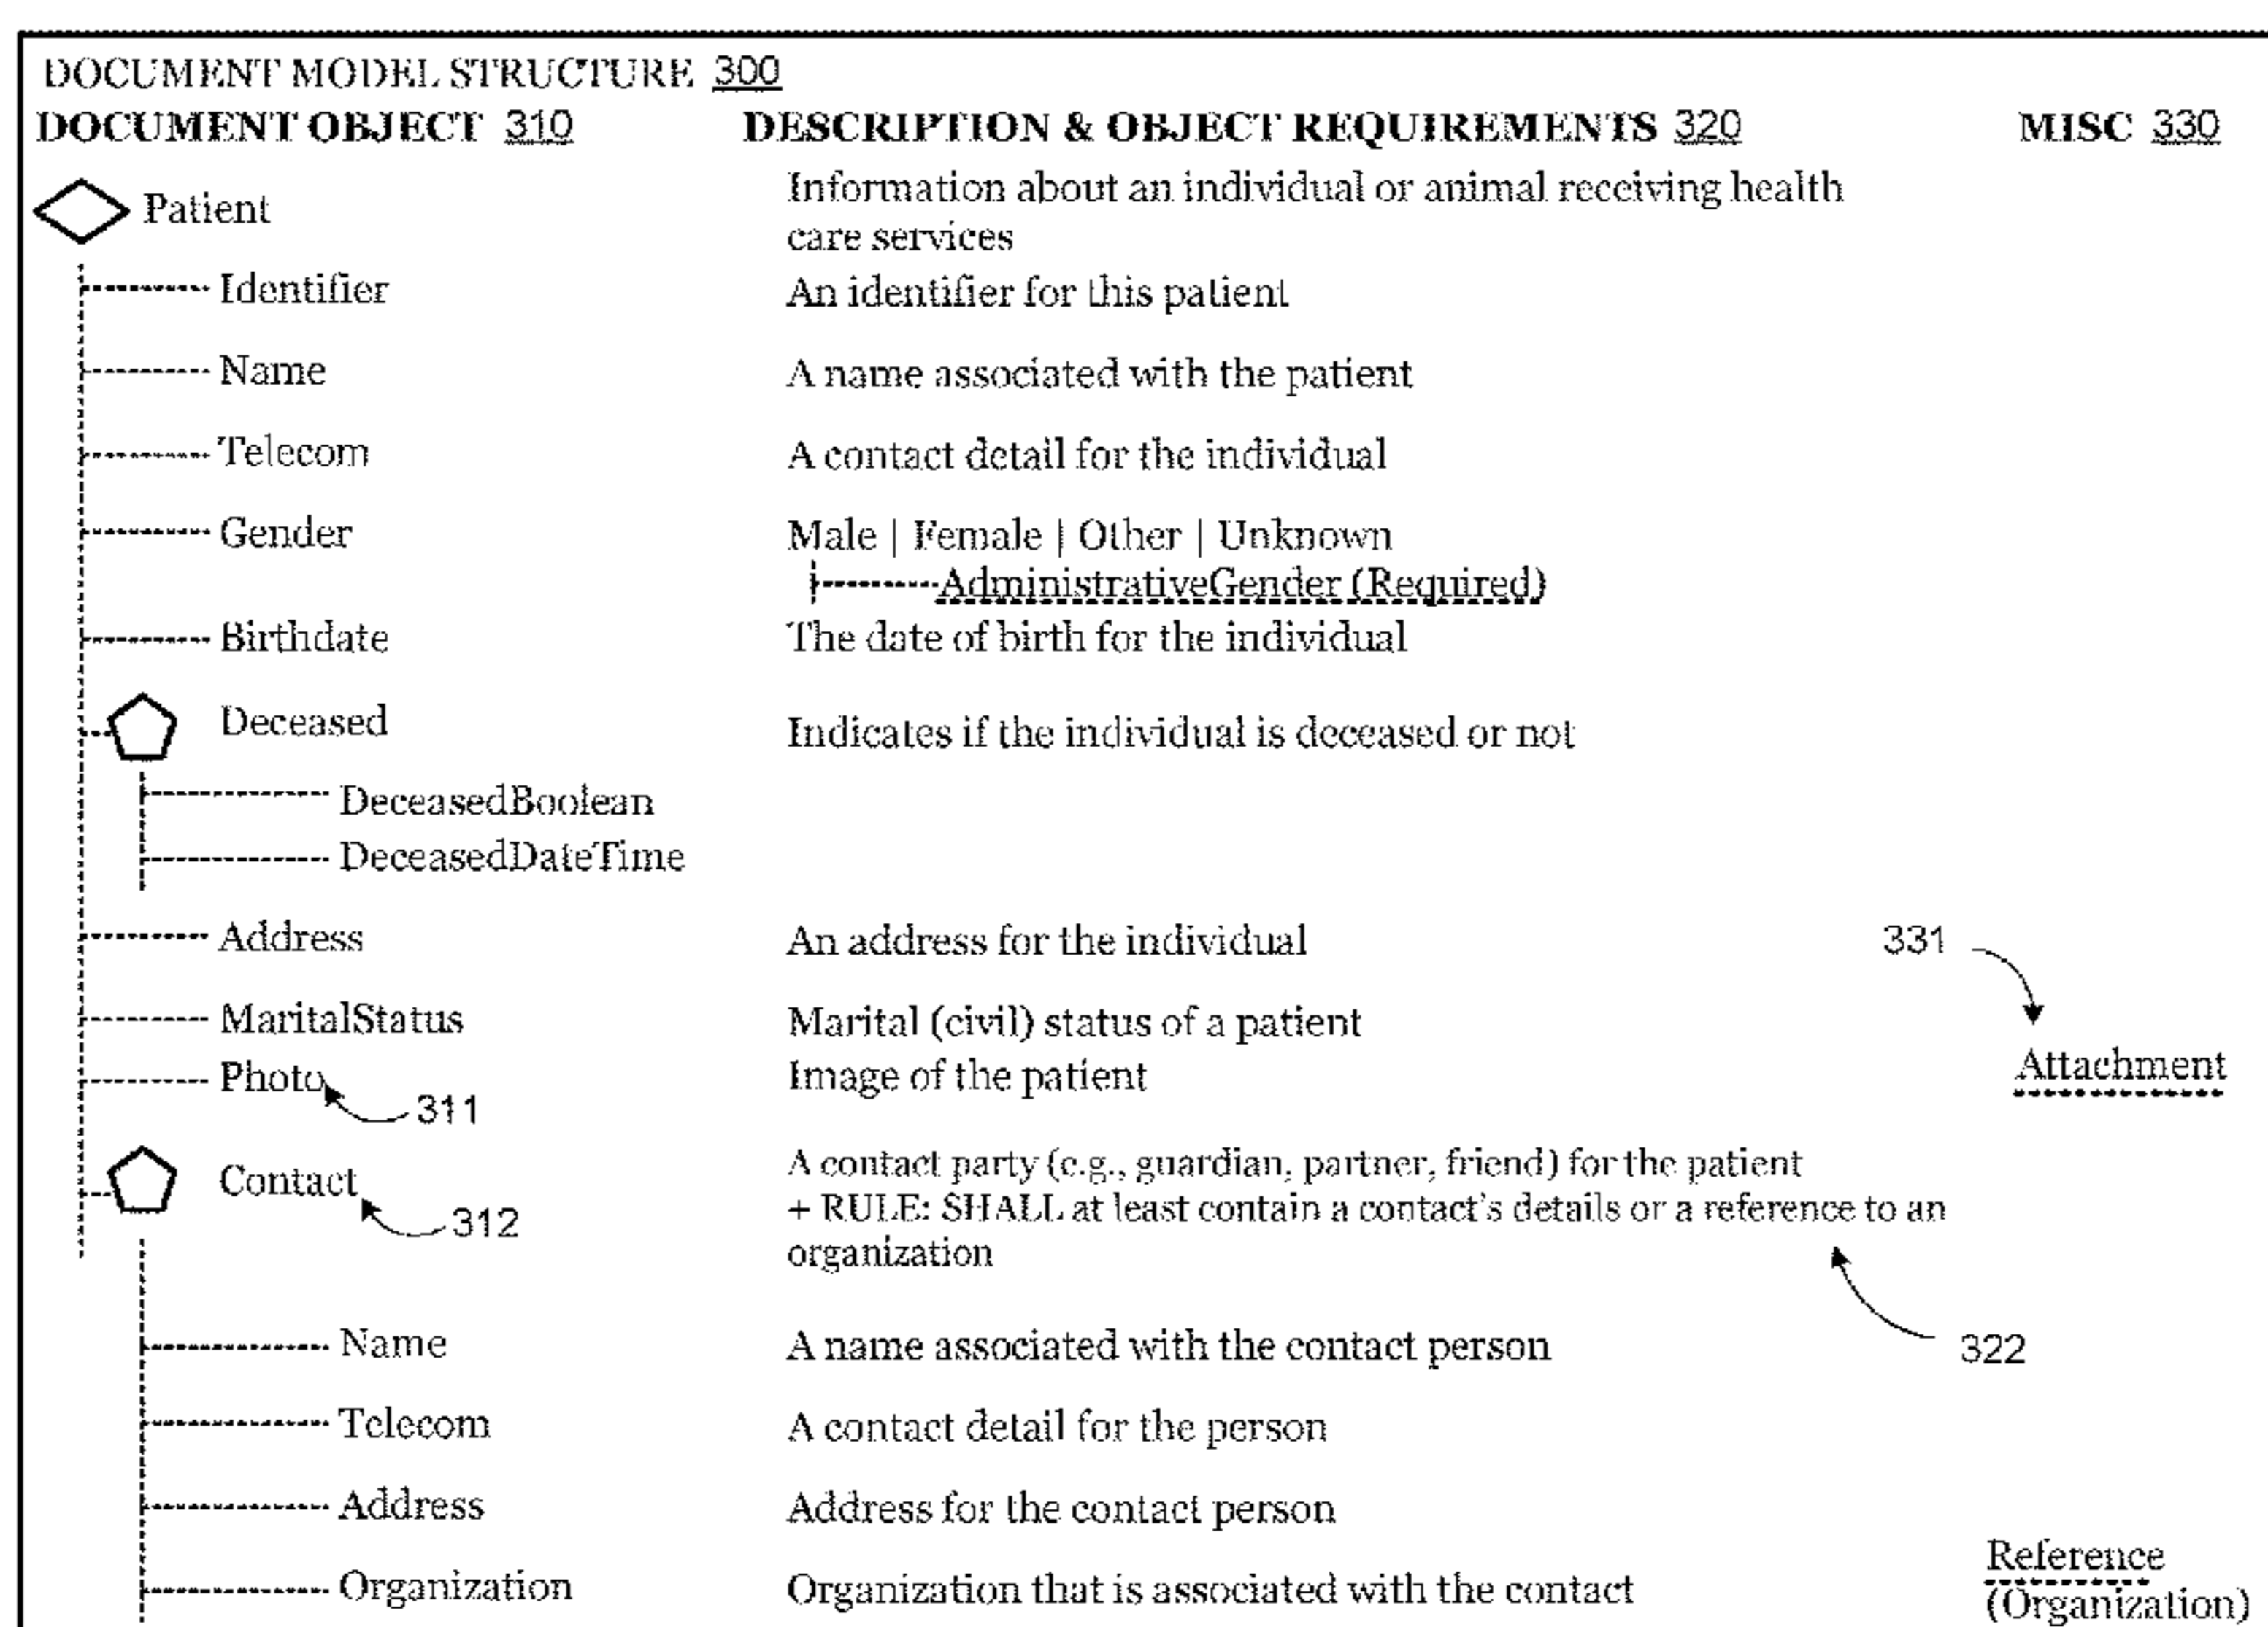 DOCUMENT MODEL STRUCTURE 300
DOCUMENT OBJECT 310 DESCRIPTION & OBJECT REQUIREMENTS 320 MISC 330
Patient Information about an individual or animal receiving health
care services
Identifier An identifier for this patient
Name A name associated with the patient
Telecom A contact detail for the individual
Gender Male | Female | Other | Unknown
AdministrativeGender (Required)
Birthdate The date of birth for the individual
Deceased Indicates if the individual is deceased or not
DeceasedBoolean
DeceasedDateTime
Address An address for the individual 331
MaritalStatus Marital (civil) status of a patient
Photo Image of the patient Attachment
311
Contact A contact party (e.g., guardian, partner, friend) for the patient
312 + RULE: SHALL at least contain a contact's details or a reference to an
organization
Name A name associated with the contact person 322
Telecom A contact detail for the person
Address Address for the contact person
Organization Organization that is associated with the contact Reference
(Organization)